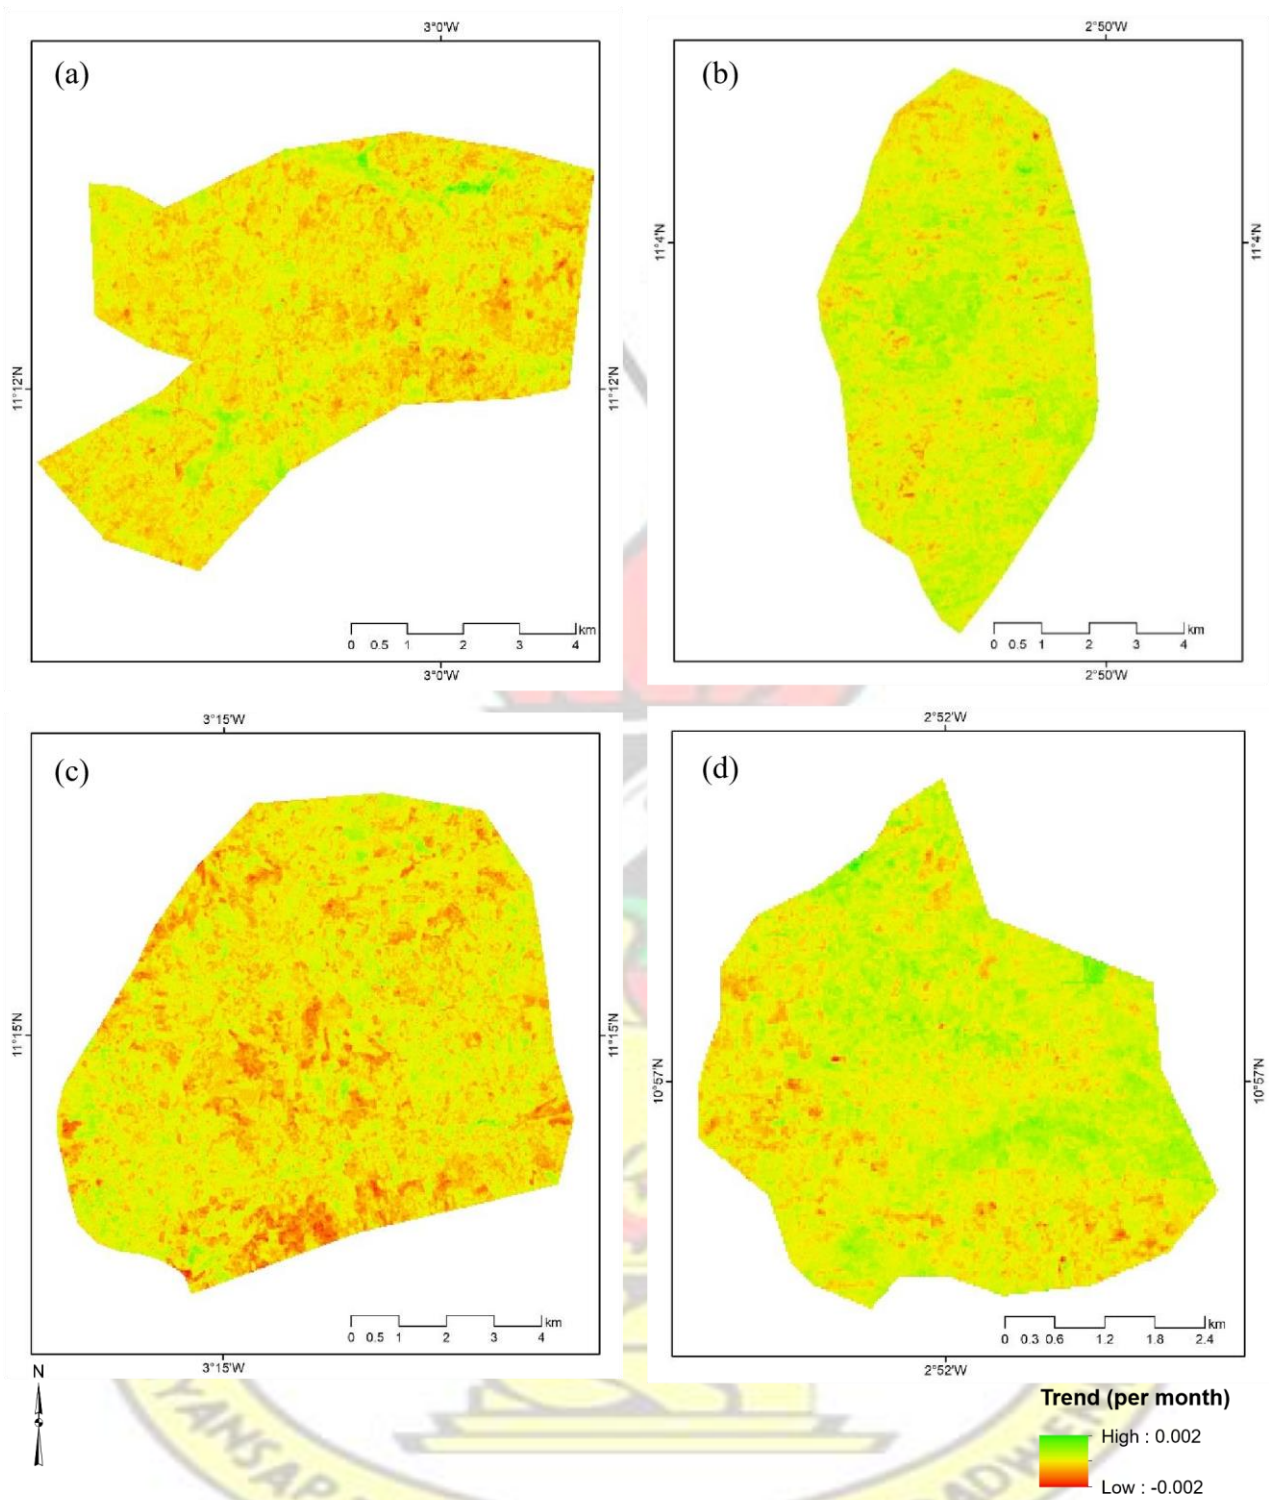 3°0'W
(a)
11°12'N
11°12'N
0 0.5 1 2 3 4 km
3°0'W
2°50'W
(b)
11°4'N
11°4'N
0 0.5 1 2 3 4 km
2°50'W
3°15'W
(c)
11°15'N
11°15'N
0 0.5 1 2 3 4 km
3°15'W
2°52'W
(d)
10°57'N
10°57'N
0 0.3 0.6 1.2 1.8 2.4 km
2°52'W
N
Trend (per month)
High : 0.002
Low : -0.002
YANSAP
ADWE